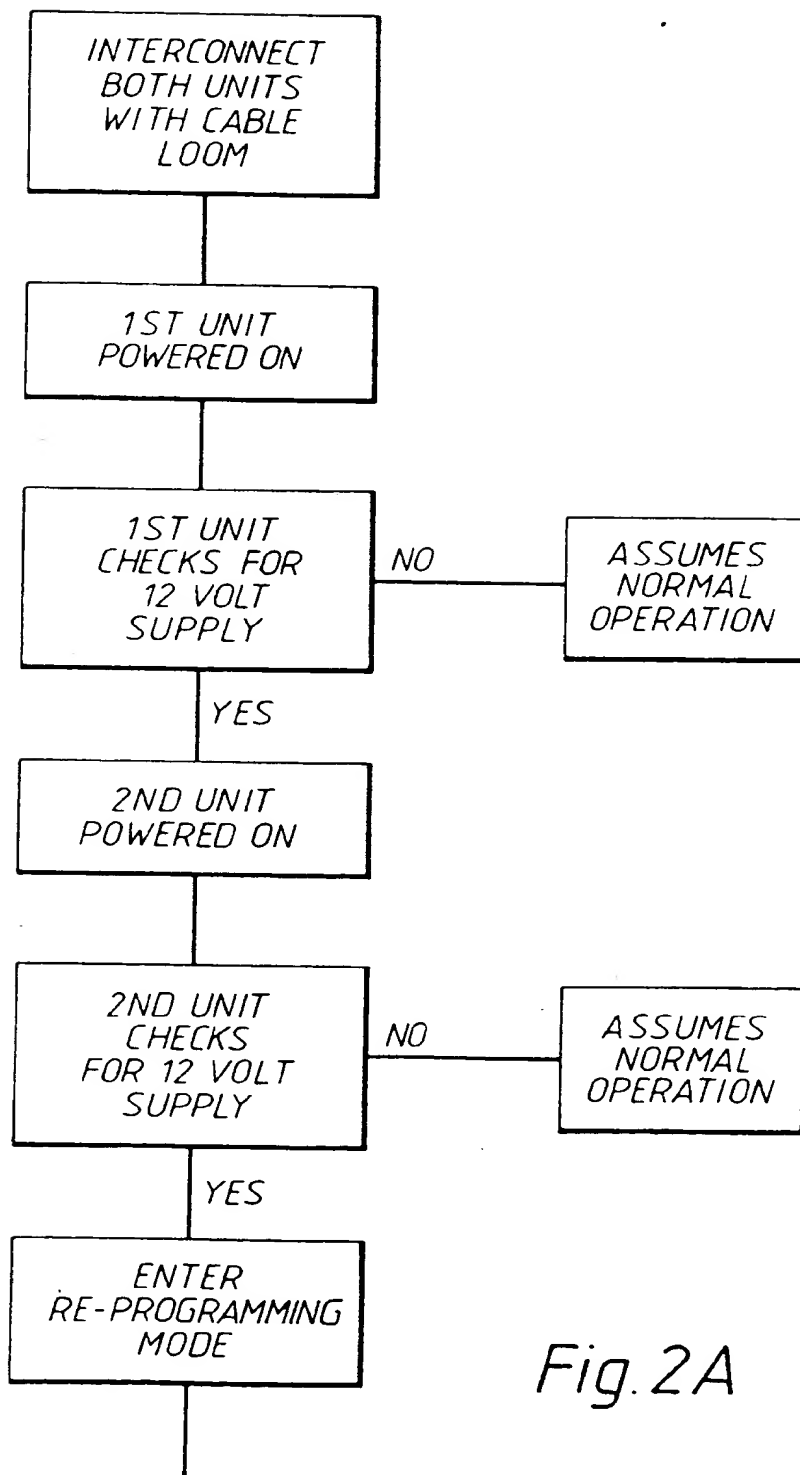 INTERCONNECT
BOTH UNITS
WITH CABLE
LOOM
1ST UNIT
POWERED ON
1ST UNIT
CHECKS FOR
12 VOLT
SUPPLY
NO
ASSUMES
NORMAL
OPERATION
YES
2ND UNIT
POWERED ON
2ND UNIT
CHECKS
FOR 12 VOLT
SUPPLY
NO
ASSUMES
NORMAL
OPERATION
YES
ENTER
RE-PROGRAMMING
MODE
Fig. 2A